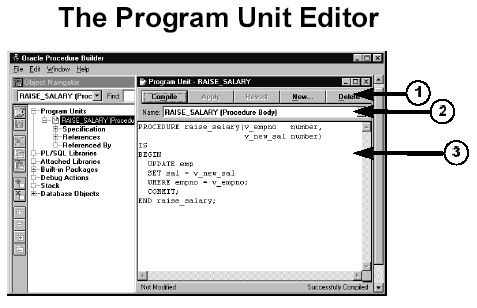 The Program Unit Editor
Oracle Procedure Builder
File Edit Window Help
Object Navigator
RAISE_SALARY (Proc Find:
Program Units
RAISE_SALARY (Procedu
Specification
References
Referenced By
PL/SQL Libraries
Attached Libraries
Built-in Packages
Debug Actions
Stack
Database Objects
Program Unit - RAISE_SALARY
Compile Apply Revert New... Delete
Name: RAISE_SALARY (Procedure Body)
PROCEDURE raise_salary(v_empno number,
v_new_sal number)
IS
BEGIN
UPDATE emp
SET sal = v_new_sal
WHERE empno = v_empno;
COMMIT;
END raise_salary;
Not Modified Successfully Compiled
1
2
3